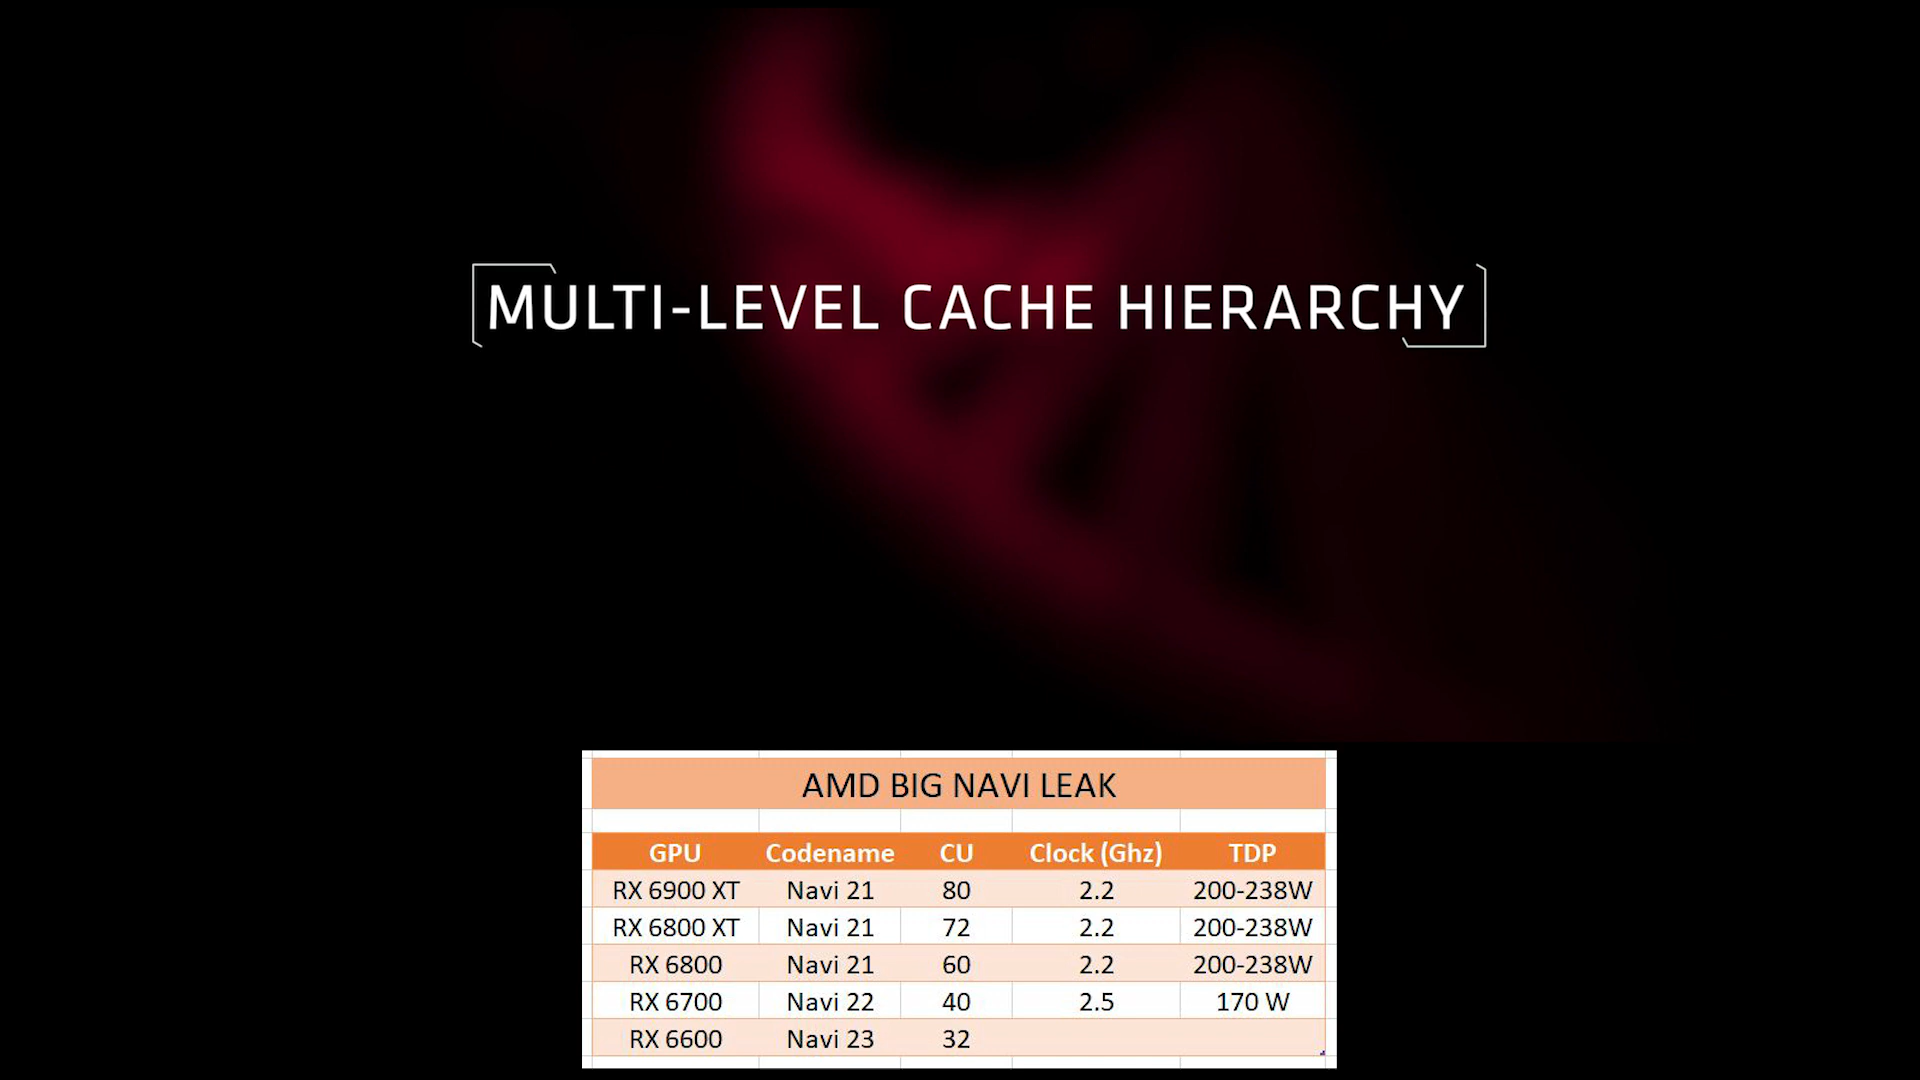 MULTI-LEVEL CACHE HIERARCHY
AMD BIG NAVI LEAK
GPU Codename CU Clock (Ghz) TDP
RX 6900 XT Navi 21 80 2.2 200-238W
RX 6800 XT Navi 21 72 2.2 200-238W
RX 6800 Navi 21 60 2.2 200-238W
RX 6700 Navi 22 40 2.5 170 W
RX 6600 Navi 23 32